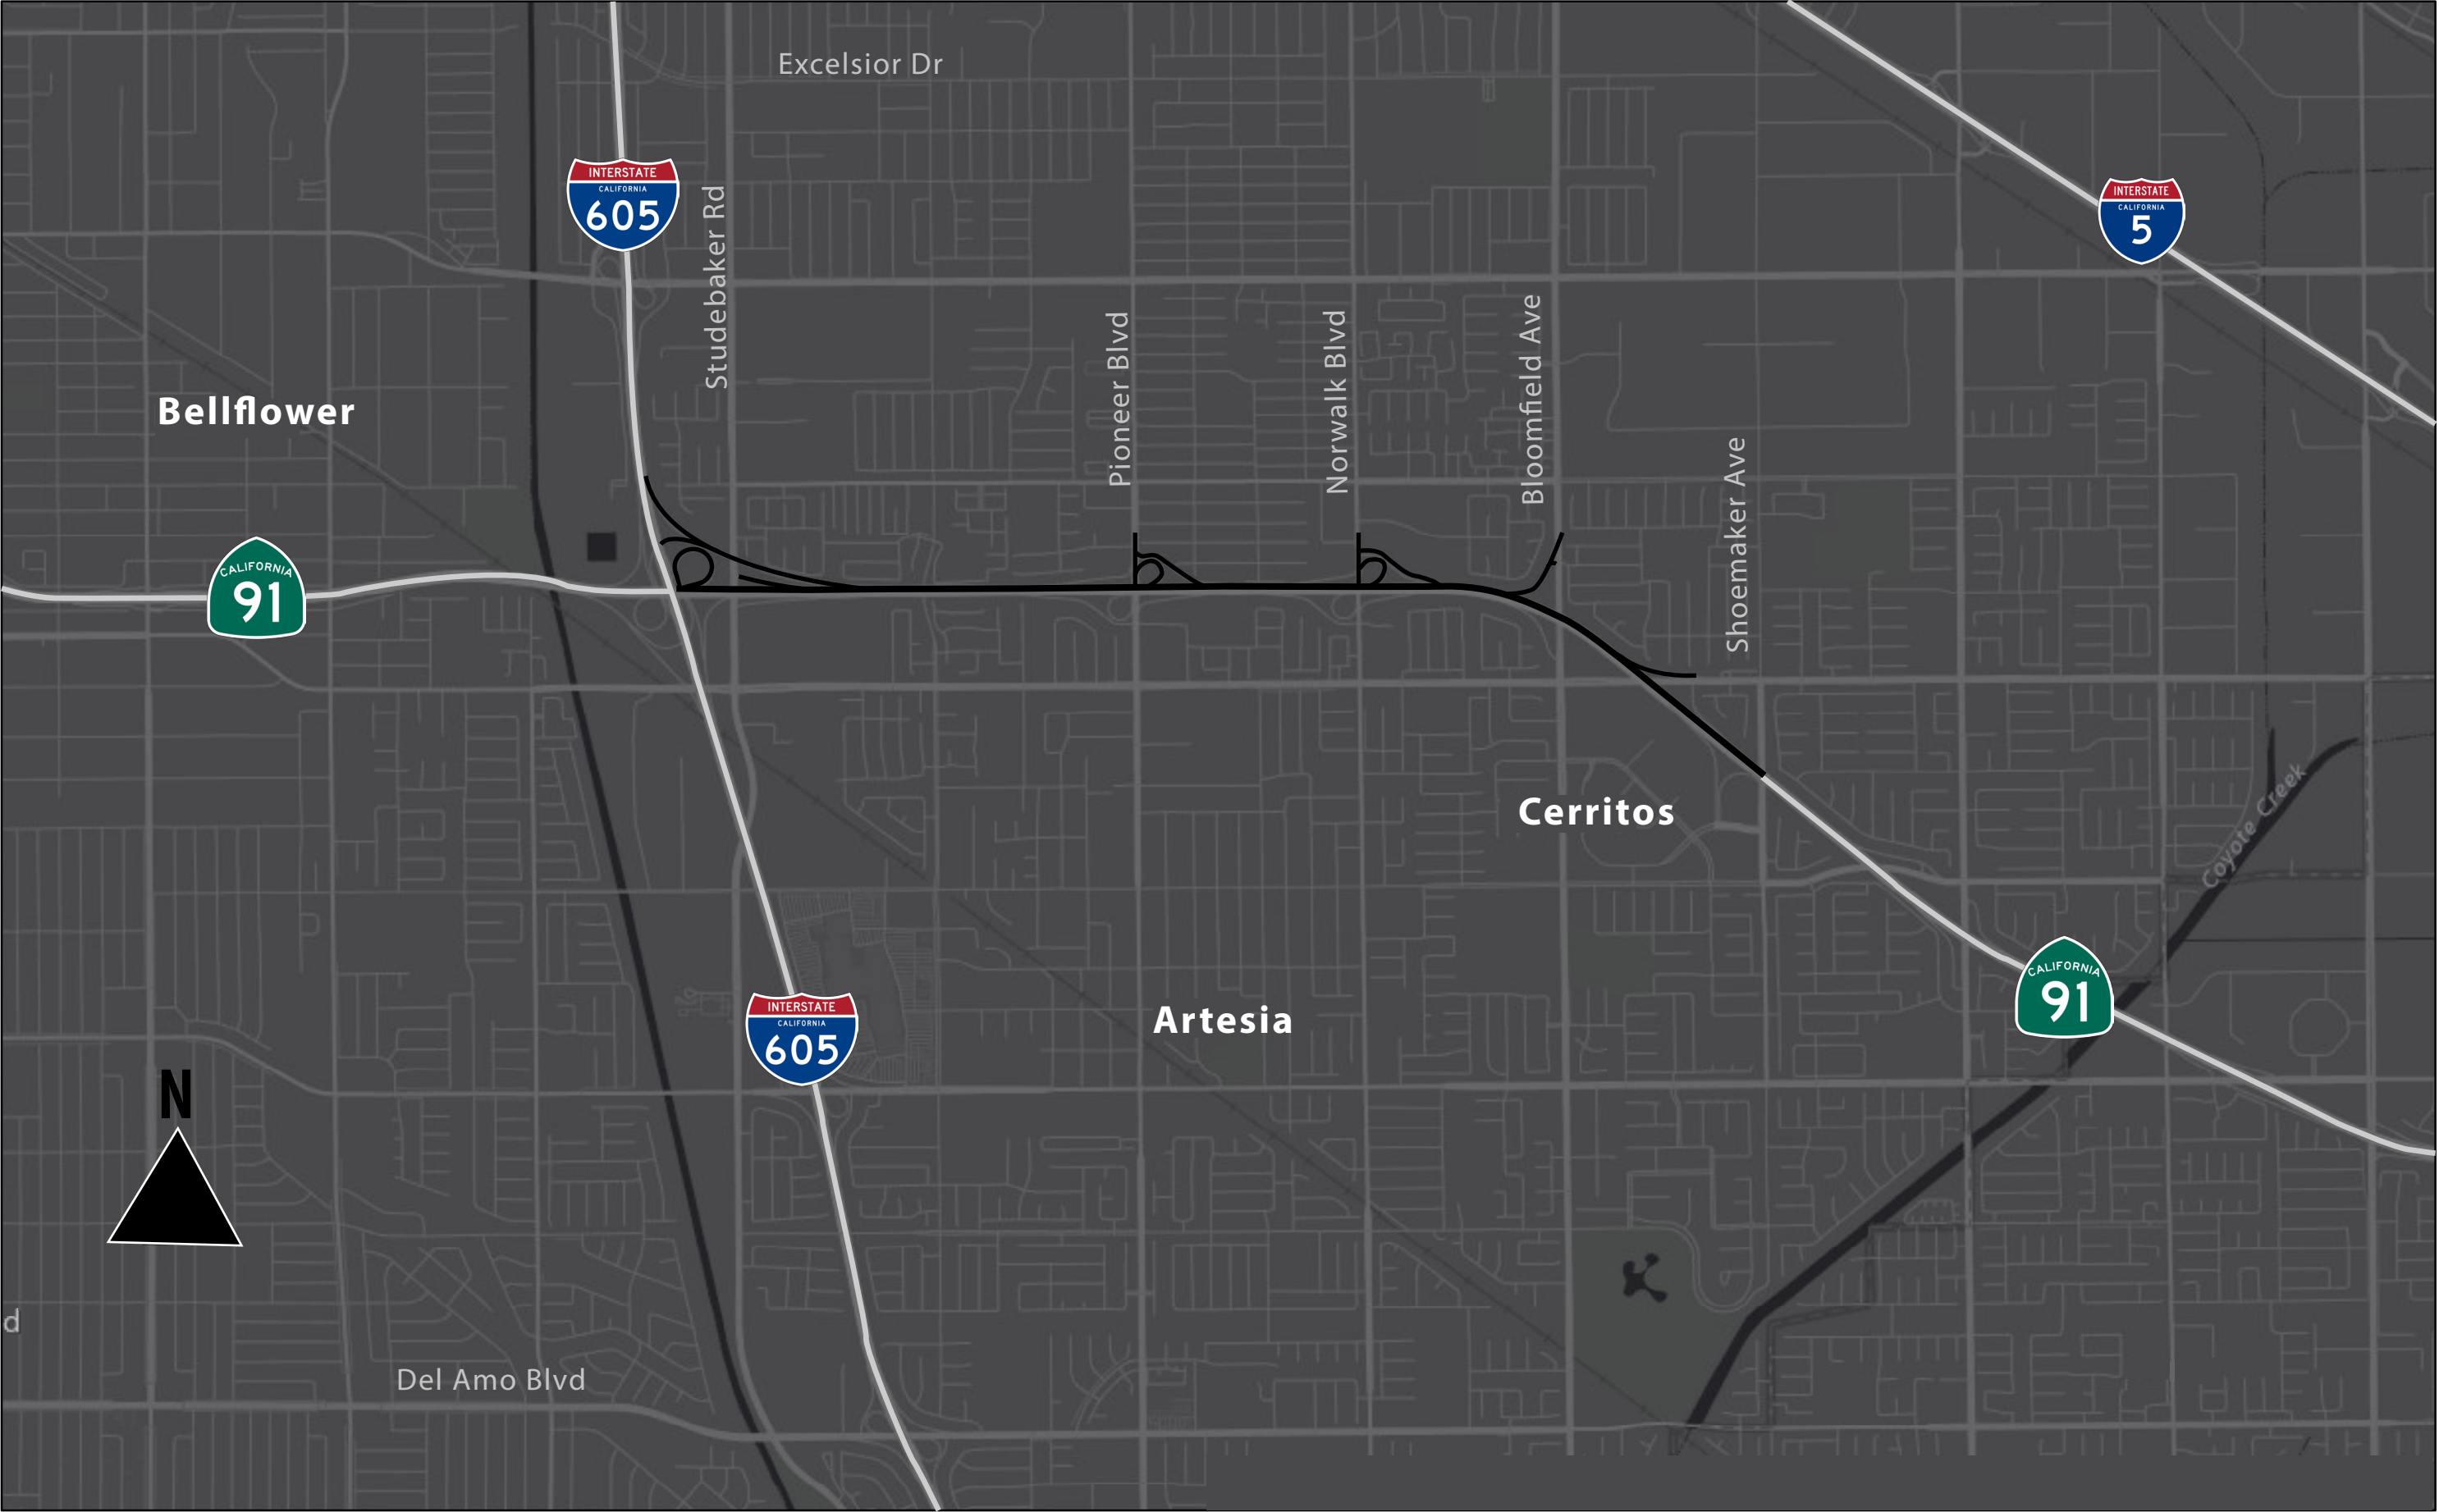 Excelsior Dr
INTERSTATE
CALIFORNIA
605
INTERSTATE
CALIFORNIA
5
Studebaker Rd
Pioneer Blvd
Norwalk Blvd
Bloomfield Ave
Shoemaker Ave
Bellflower
CALIFORNIA
91
Cerritos
Coyote Creek
CALIFORNIA
91
INTERSTATE
CALIFORNIA
605
Artesia
N
d
Del Amo Blvd